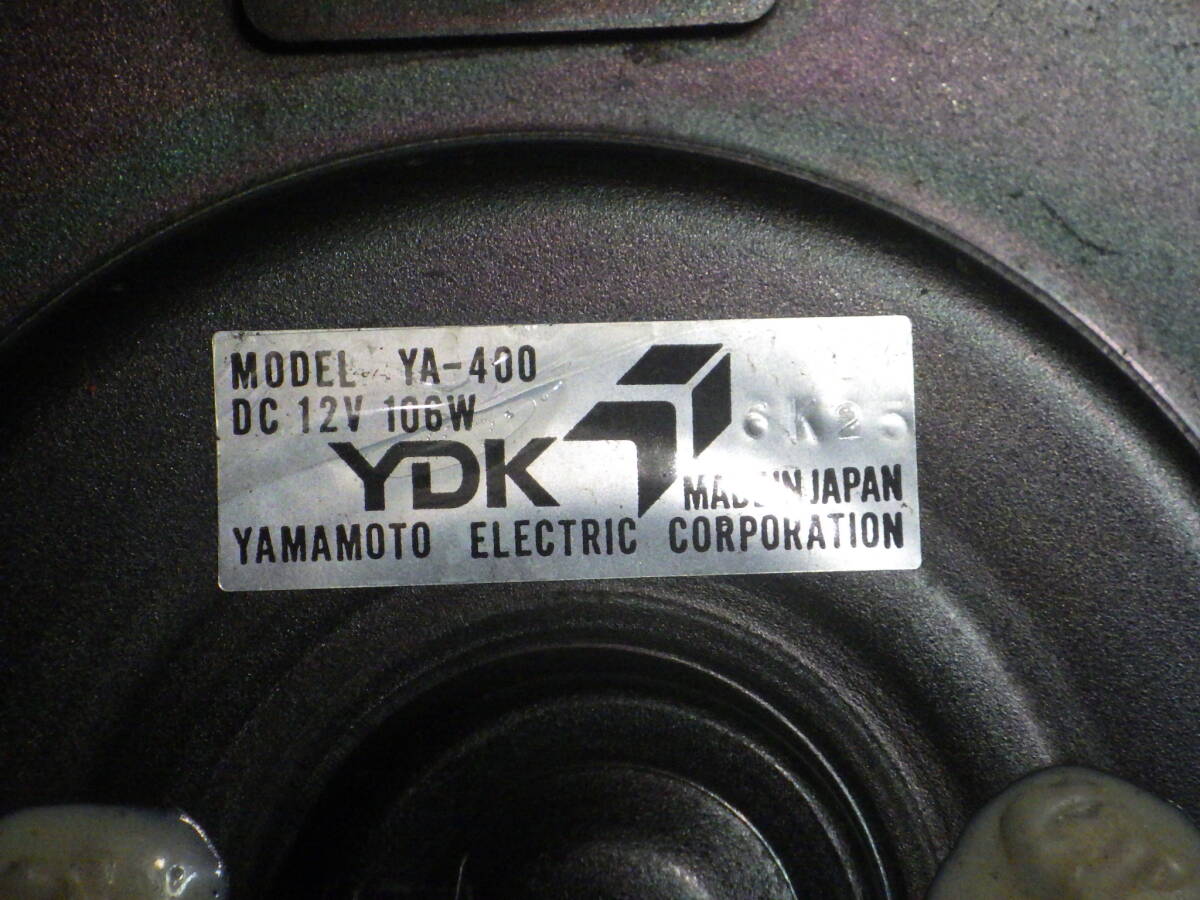 MODEL YA-400
DC 12V 106W
YDK
MADE IN JAPAN
YAMAMOTO ELECTRIC CORPORATION